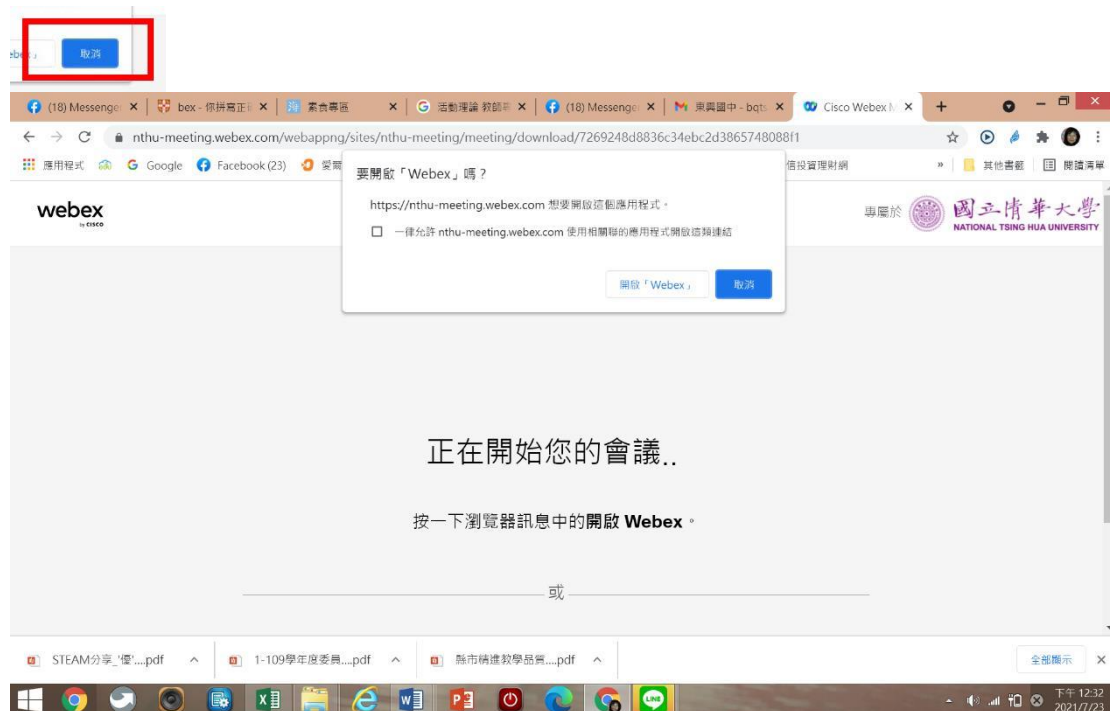 取消
(18) Messenger
bex - 你拼寫正
素食專區
活動理論 教師
(18) Messenger
東興國中 - bqts
Cisco Webex M
nthu-meeting.webex.com/webappng/sites/nthu-meeting/meeting/download/7269248d8836c34ebc2d3865748088f1
應用程式
Google
Facebook (23)
愛爾
信投資理財網
»
其他書籤
閱讀清單
要開啟「Webex」嗎？
https://nthu-meeting.webex.com 想要開啟這個應用程式。
一律允許 nthu-meeting.webex.com 使用相關聯的應用程式開啟這類連結
開啟「Webex」
取消
webex
by CISCO
專屬於
國立清華大學
NATIONAL TSING HUA UNIVERSITY
正在開始您的會議..
按一下瀏覽器訊息中的開啟 Webex。
或
STEAM分享_'優'....pdf
1-109學年度委員....pdf
縣市精進教學品質....pdf
全部顯示
下午 12:32
2021/7/23